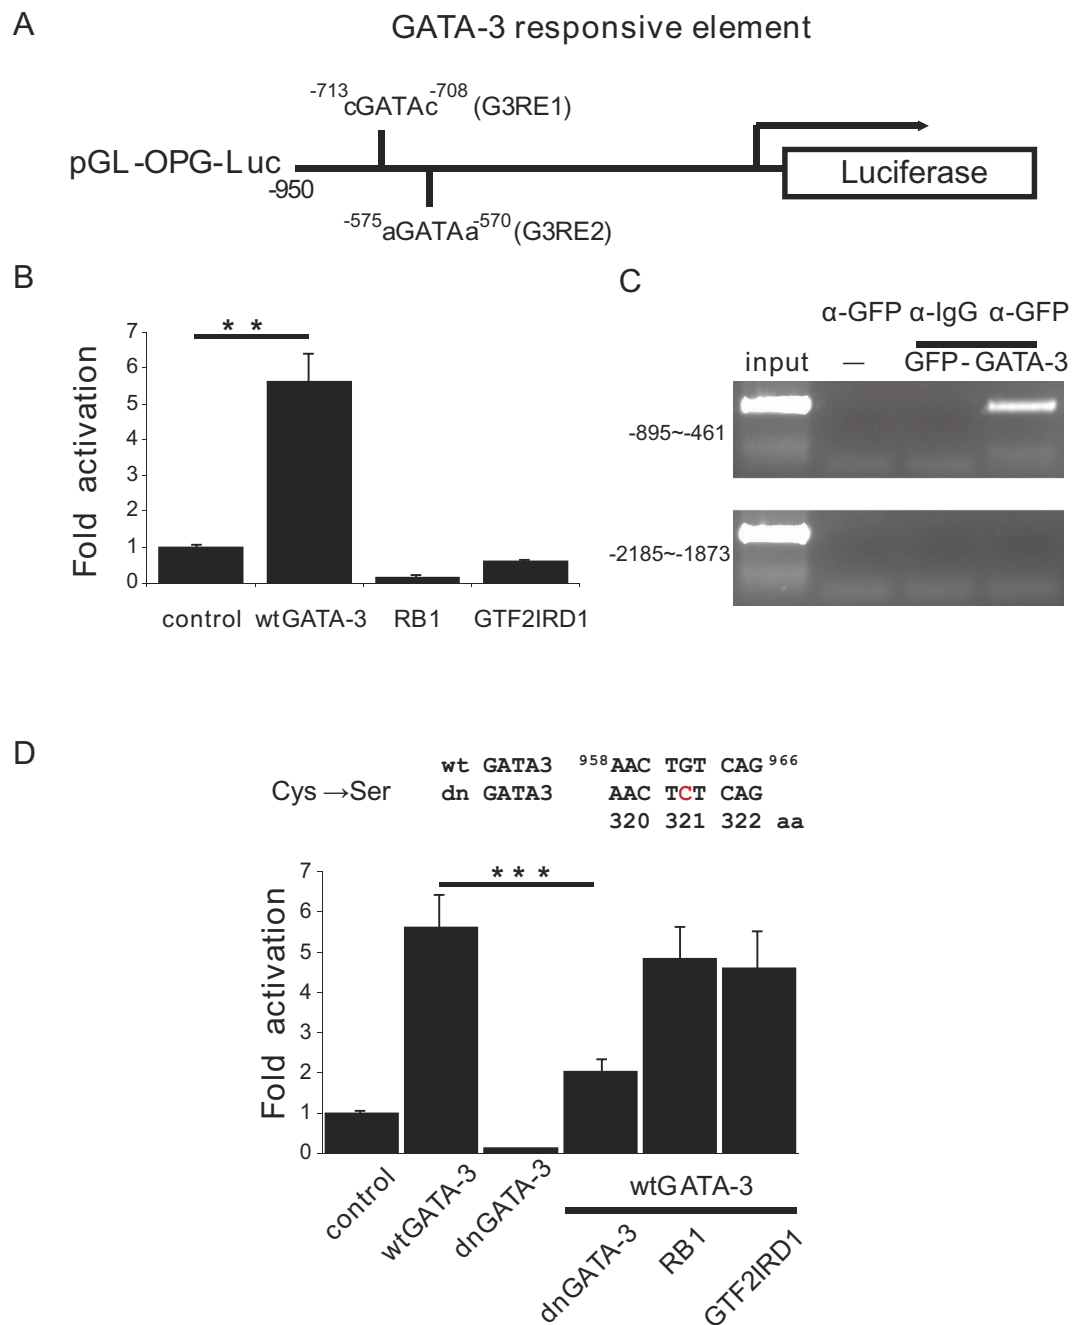 A
GATA-3 responsive element
-713cGATAc-708 (G3RE1)
pGL-OPG-Luc
-950
Luciferase
-575aGATAa-570(G3RE2)
B
* *
Fold activation
7
6
5
4
3
2
1
0
control wtGATA-3 RB1 GTF2IRD1
C
α-GFP α-IgG α-GFP
input — GFP-GATA-3
-895~-461
-2185~-1873
D
Cys→Ser
wt GATA3 958AAC TGT CAG966
dn GATA3 AAC TCT CAG
320 321 322 aa
* * *
Fold activation
7
6
5
4
3
2
1
0
control
wtGATA-3
dnGATA-3
wtGATA-3
dnGATA-3
RB1
GTF2IRD1